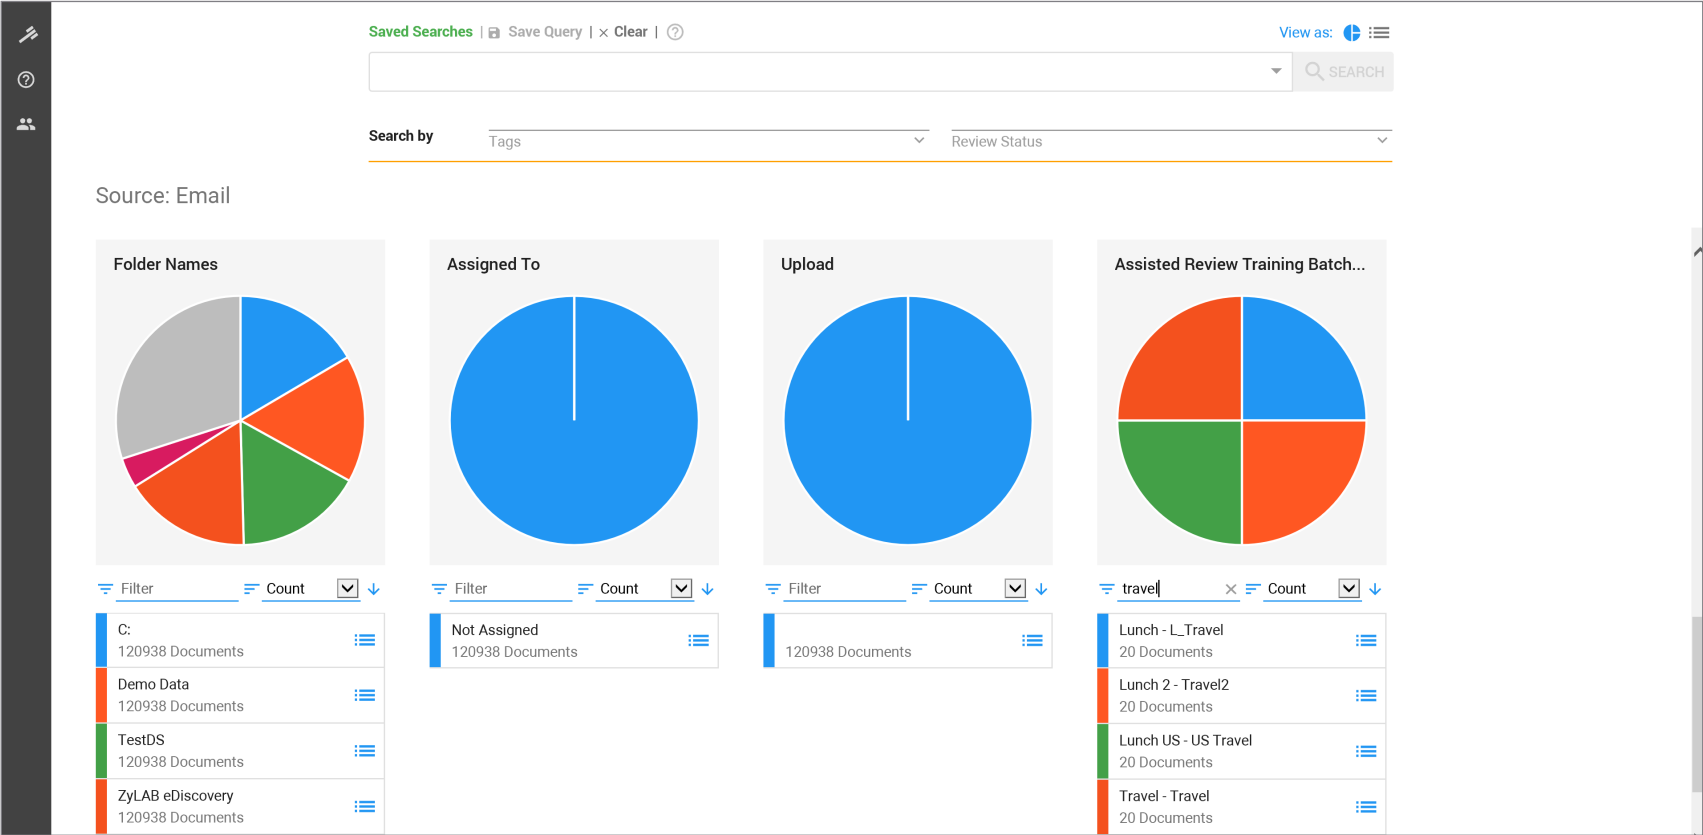 Saved Searches | Save Query | × Clear |
View as:
SEARCH
Search by
Tags
Review Status
Source: Email
Folder Names
Filter
Count
C:
120938 Documents
Demo Data
120938 Documents
TestDS
120938 Documents
ZyLAB eDiscovery
120938 Documents
Assigned To
Filter
Count
Not Assigned
120938 Documents
Upload
Filter
Count
120938 Documents
Assisted Review Training Batch...
travel
Count
Lunch - L_Travel
20 Documents
Lunch 2 - Travel2
20 Documents
Lunch US - US Travel
20 Documents
Travel - Travel
20 Documents